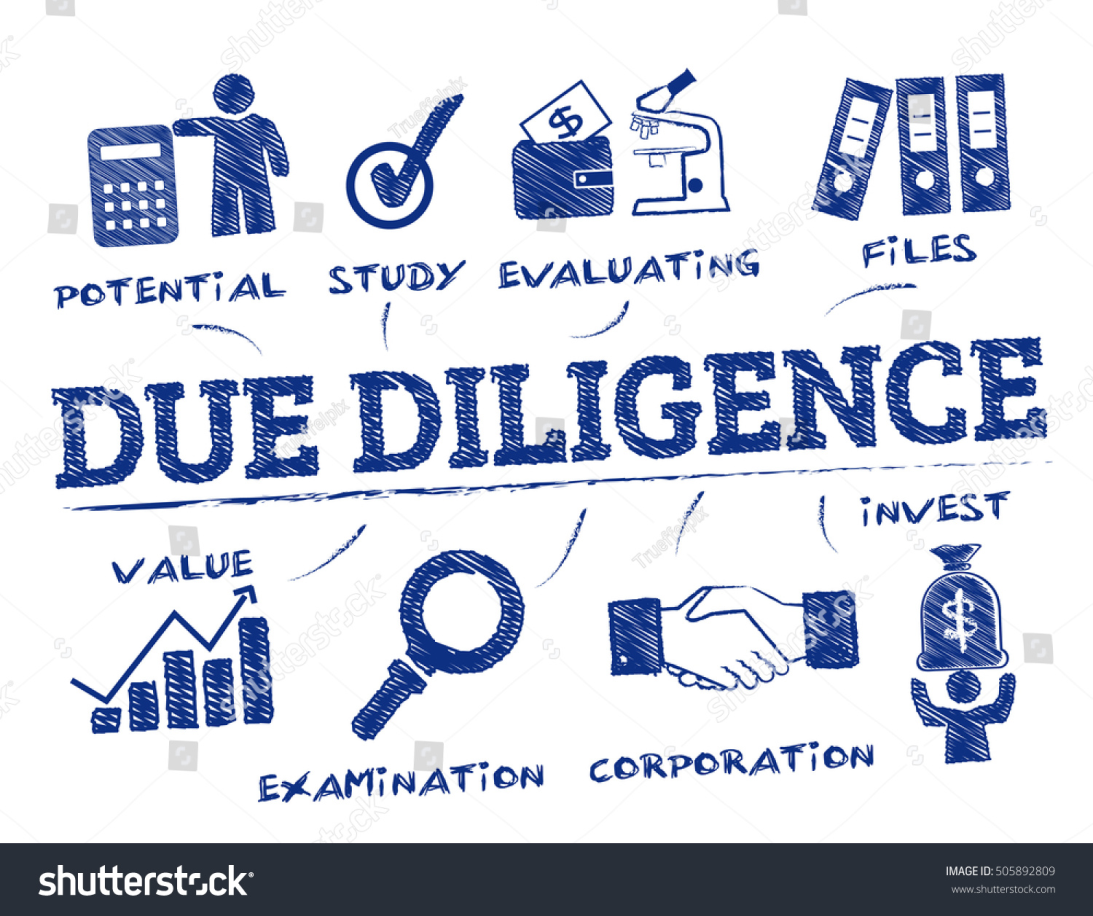 POTENTIAL
STUDY
EVALUATING
FILES
DUE DILIGENCE
INVEST
VALUE
EXAMINATION
CORPORATION
shutterstock
IMAGE ID: 505892809
www.shutterstock.com